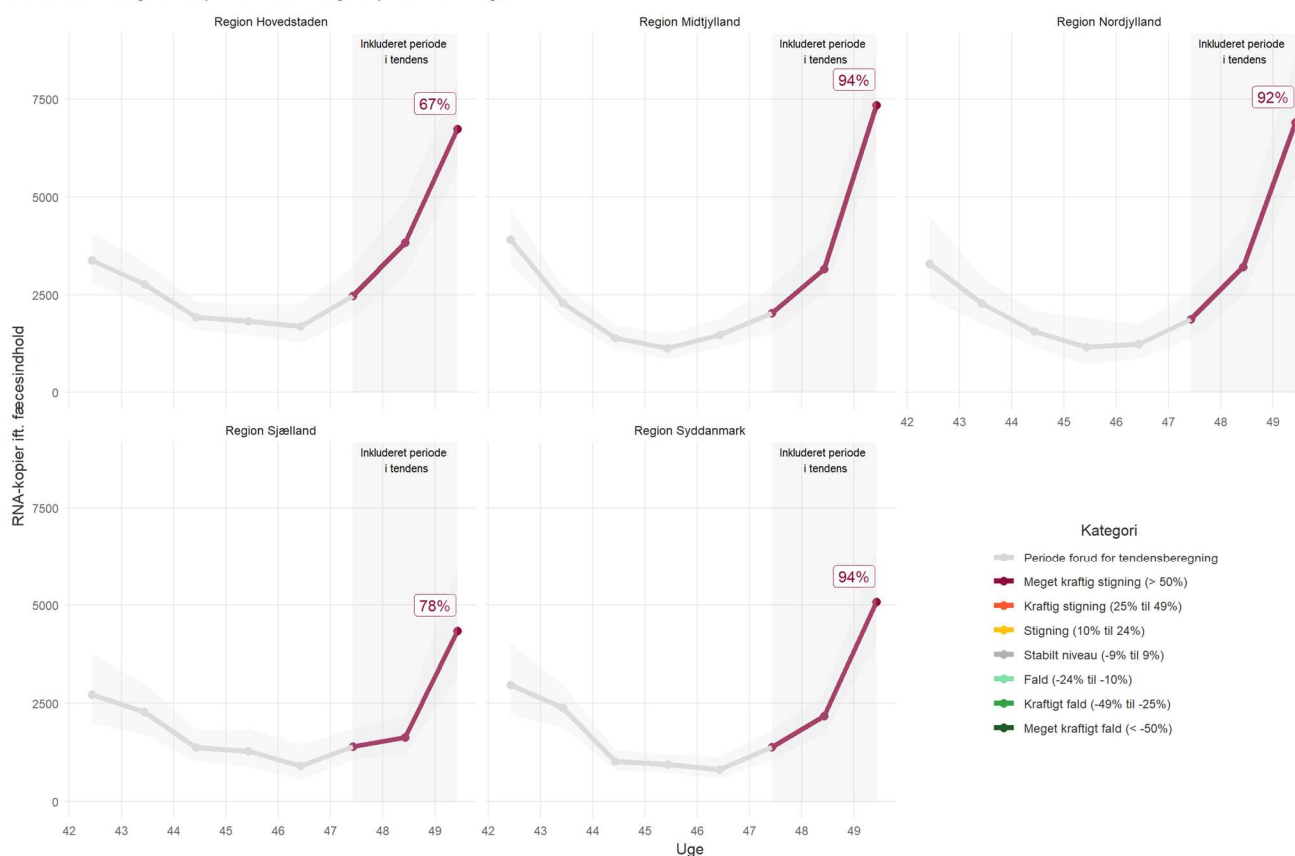 Region Hovedstaden
Region Midtjylland
Region Nordjylland
Inkluderet periode
i tendens
Inkluderet periode
i tendens
Inkluderet periode
i tendens
67%
94%
92%
7500
5000
2500
0
42 43 44 45 46 47 48 49
Region Sjælland
Region Syddanmark
Inkluderet periode
i tendens
Inkluderet periode
i tendens
78%
94%
7500
5000
2500
0
42 43 44 45 46 47 48 49
42 43 44 45 46 47 48 49
RNA-kopier ift. fæcesindhold
Uge
Kategori
Periode forud for tendensberegning
Meget kraftig stigning (> 50%)
Kraftig stigning (25% til 49%)
Stigning (10% til 24%)
Stabilt niveau (-9% til 9%)
Fald (-24% til -10%)
Kraftigt fald (-49% til -25%)
Meget kraftigt fald (< -50%)